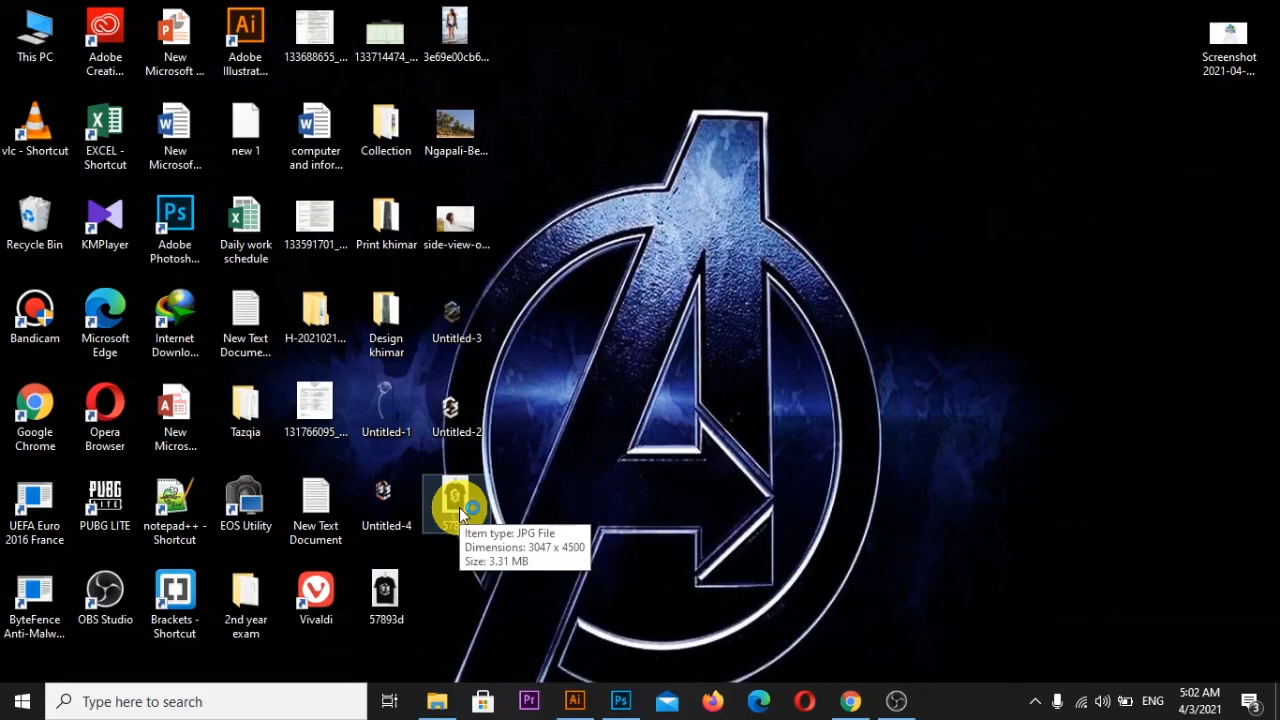 This PC
Adobe
Creati...
New
Microsoft ...
Adobe
Illustrat...
133688655_...
133714474_...
3e69e00cb6...
Screenshot
2021-04-...
vlc - Shortcut
EXCEL -
Shortcut
New
Microsof...
new 1
computer
and infor...
Collection
Ngapali-Be...
Recycle Bin
KMPlayer
Adobe
Photosh...
Daily work
schedule
133591701_...
Print khimar
side-view-o...
Bandicam
Microsoft
Edge
Internet
Downlo...
New Text
Docume...
H-2021021...
Design
khimar
Untitled-3
Google
Chrome
Opera
Browser
New
Micros...
Tazqia
131766095_...
Untitled-1
Untitled-2
UEFA Euro
2016 France
PUBG LITE
notepad++ -
Shortcut
EOS Utility
New Text
Document
Untitled-4
Item type: JPG File
Dimensions: 3047 x 4500
Size: 3.31 MB
ByteFence
Anti-Malw...
OBS Studio
Brackets -
Shortcut
2nd year
exam
Vivaldi
57893d
Type here to search
ENG
5:02 AM
4/3/2021